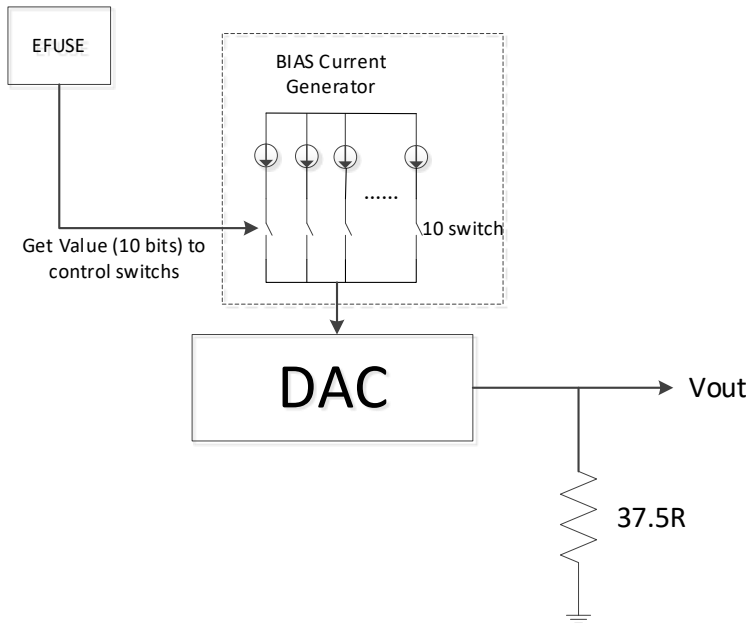 EFUSE
BIAS Current
Generator
......
10 switch
Get Value (10 bits) to
control switchs
DAC
Vout
37.5R